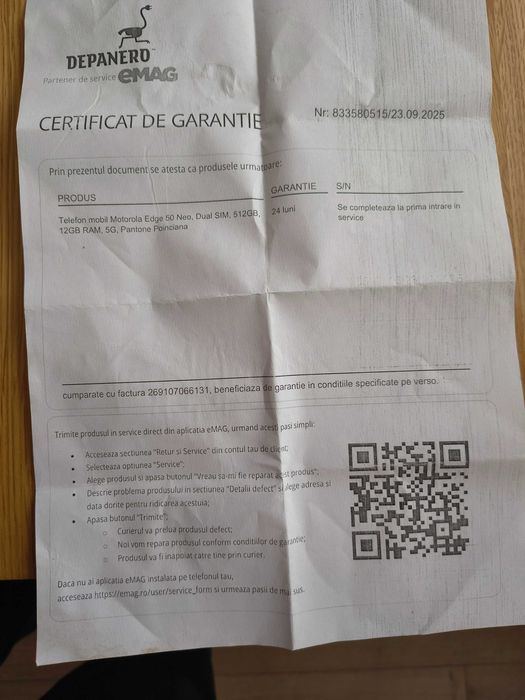 DEPANERO
Partener de service eMAG
CERTIFICAT DE GARANTIE
Nr: 833580515/23.09.2025
Prin prezentul document se atesta ca produsele urmatoare:
PRODUS GARANTIE S/N
Telefon mobil Motorola Edge 50 Neo, Dual SIM, 512GB, 24 luni Se completeaza la prima intrare in
12GB RAM, 5G, Pantone Poinciana service
cumparate cu factura 269107066131, beneficiaza de garantie in conditiile specificate pe verso.
Trimite produsul in service direct din aplicatia eMAG, urmand acesti pasi simpli:
• Acceseaza sectiunea "Retur si Service" din contul tau de client;
• Selecteaza optiunea "Service";
• Alege produsul si apasa butonul "Vreau sa-mi fie reparat acest produs";
• Descrie problema produsului in sectiunea "Detalii defect" si alege adresa si
data dorite pentru ridicarea acestuia;
• Apasa butonul "Trimite";
○ Curierul va prelua produsul defect;
○ Noi vom repara produsul conform conditiilor de garantie;
○ Produsul va fi inapoiat catre tine prin curier.
Daca nu ai aplicatia eMAG instalata pe telefonul tau,
acceseaza https://emag.ro/user/service_form si urmeaza pasii de mai sus.